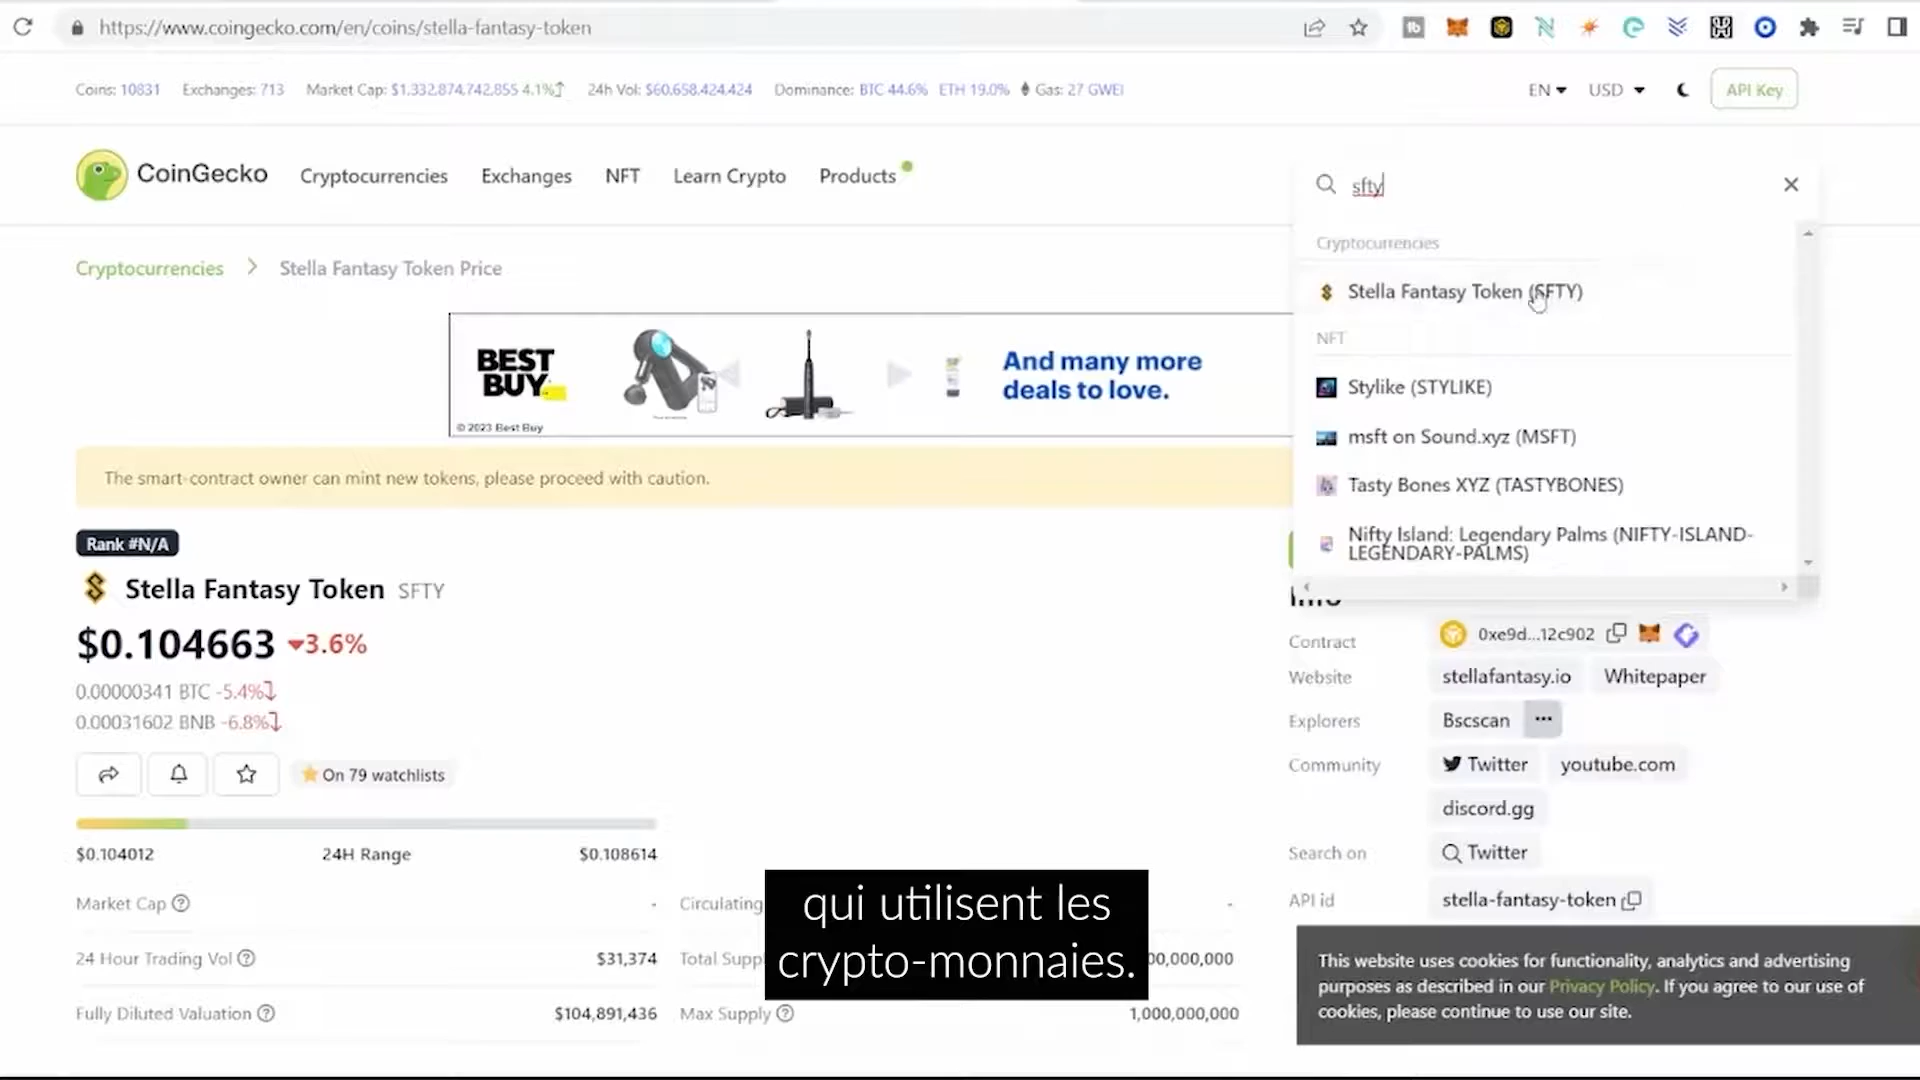 https://www.coingecko.com/en/coins/stella-fantasy-token
Coins: 10831 Exchanges: 713 Market Cap: $1,332,874,742,855 4.1% 24h Vol: $60,658,424,424 Dominance: BTC 44.6% ETH 19.0% Gas: 27 GWEI EN USD API Key
CoinGecko Cryptocurrencies Exchanges NFT Learn Crypto Products
sfty
Cryptocurrencies
Stella Fantasy Token (SFTY)
NFT
Stylike (STYLIKE)
msft on Sound.xyz (MSFT)
Tasty Bones XYZ (TASTYBONES)
Nifty Island: Legendary Palms (NIFTY-ISLAND-
LEGENDARY-PALMS)
Cryptocurrencies > Stella Fantasy Token Price
BEST
BUY
And many more
deals to love.
© 2023 Best Buy
The smart-contract owner can mint new tokens, please proceed with caution.
Rank #N/A
Stella Fantasy Token SFTY
$0.104663 3.6%
0.00000341 BTC -5.4%
0.00031602 BNB -6.8%
On 79 watchlists
$0.104012 24H Range $0.108614
Market Cap - Circulating -
24 Hour Trading Vol $31,374 Total 00,000,000
Fully Diluted Valuation $104,891,436 Max Supply 1,000,000,000
Contract 0xe9d...12c902
Website stellafantasy.io Whitepaper
Explorers Bscscan ...
Community Twitter youtube.com
discord.gg
Search on Twitter
API id stella-fantasy-token
This website uses cookies for functionality, analytics and advertising
purposes as described in our Privacy Policy. If you agree to our use of
cookies, please continue to use our site.
qui utilisent les
crypto-monnaies.